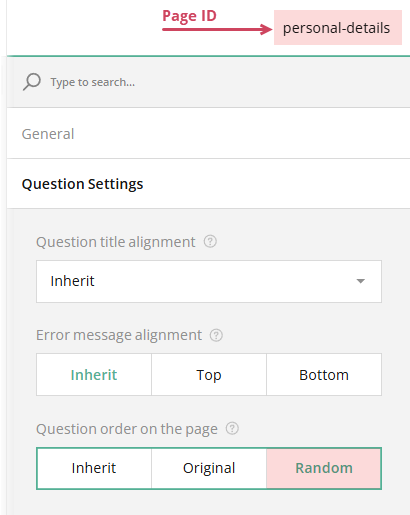 Page ID
personal-details
Type to search...
General
Question Settings
Question title alignment ?
Inherit
Error message alignment ?
Inherit Top Bottom
Question order on the page ?
Inherit Original Random